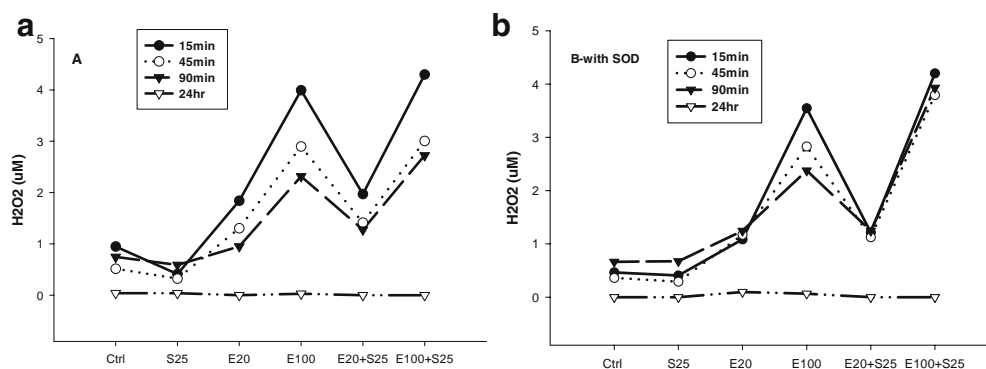 a
5
4
3
2
1
0
H2O2 (uM)
A
15min
45min
90min
24hr
Ctrl
S25
E20
E100
E20+S25
E100+S25
b
5
4
3
2
1
0
H2O2 (uM)
B-with SOD
15min
45min
90min
24hr
Ctrl
S25
E20
E100
E20+S25
E100+S25